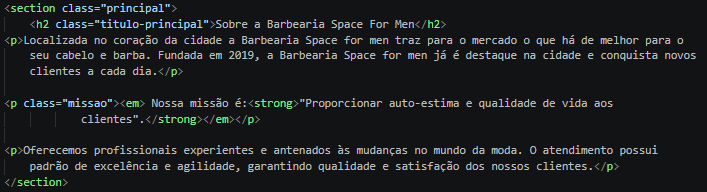 <section class="principal">
<h2 class="titulo-principal">Sobre a Barbearia Space For Men</h2>
<p>Localizada no coração da cidade a Barbearia Space for men traz para o mercado o que há de melhor para o
seu cabelo e barba. Fundada em 2019, a Barbearia Space for men já é destaque na cidade e conquista novos
clientes a cada dia.</p>
<p class="missao"><em> Nossa missão é:<strong>"Proporcionar auto-estima e qualidade de vida aos
clientes".</strong></em></p>
<p>Oferecemos profissionais experientes e antenados às mudanças no mundo da moda. O atendimento possui
padrão de excelência e agilidade, garantindo qualidade e satisfação dos nossos clientes.</p>
</section>